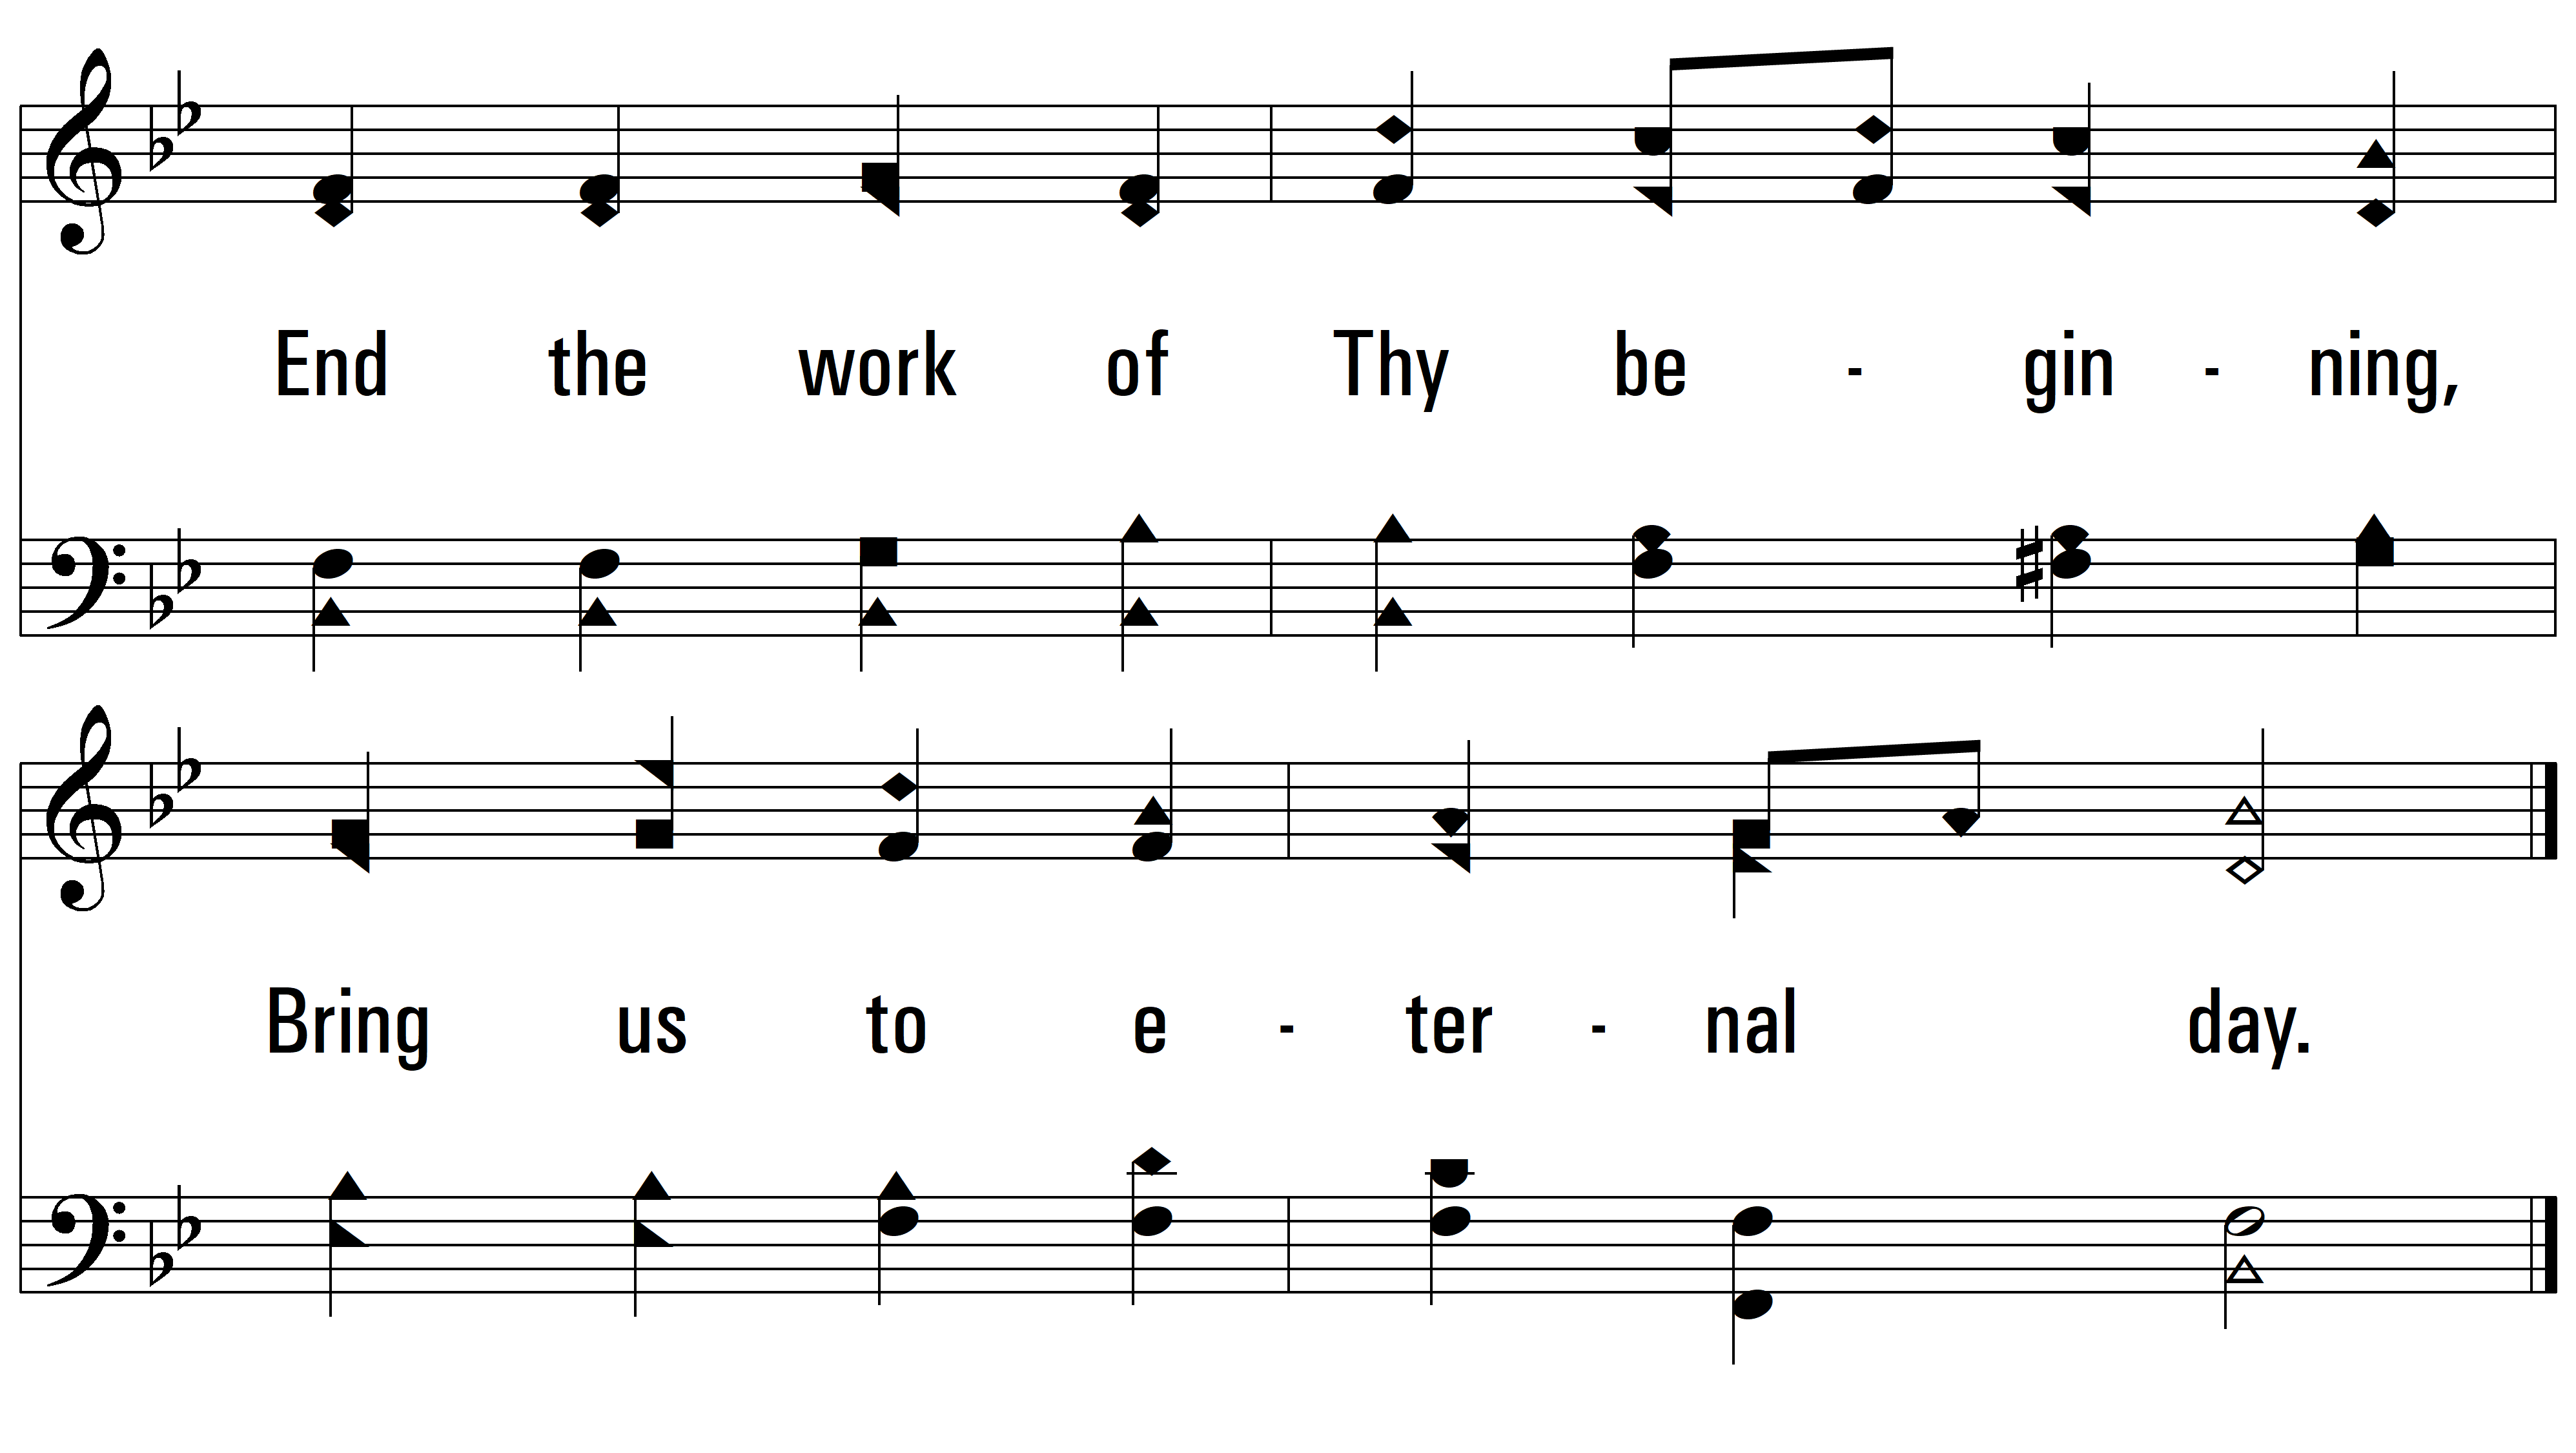 End the work of Thy be - gin - ning,
Bring us to e - ter - nal day.